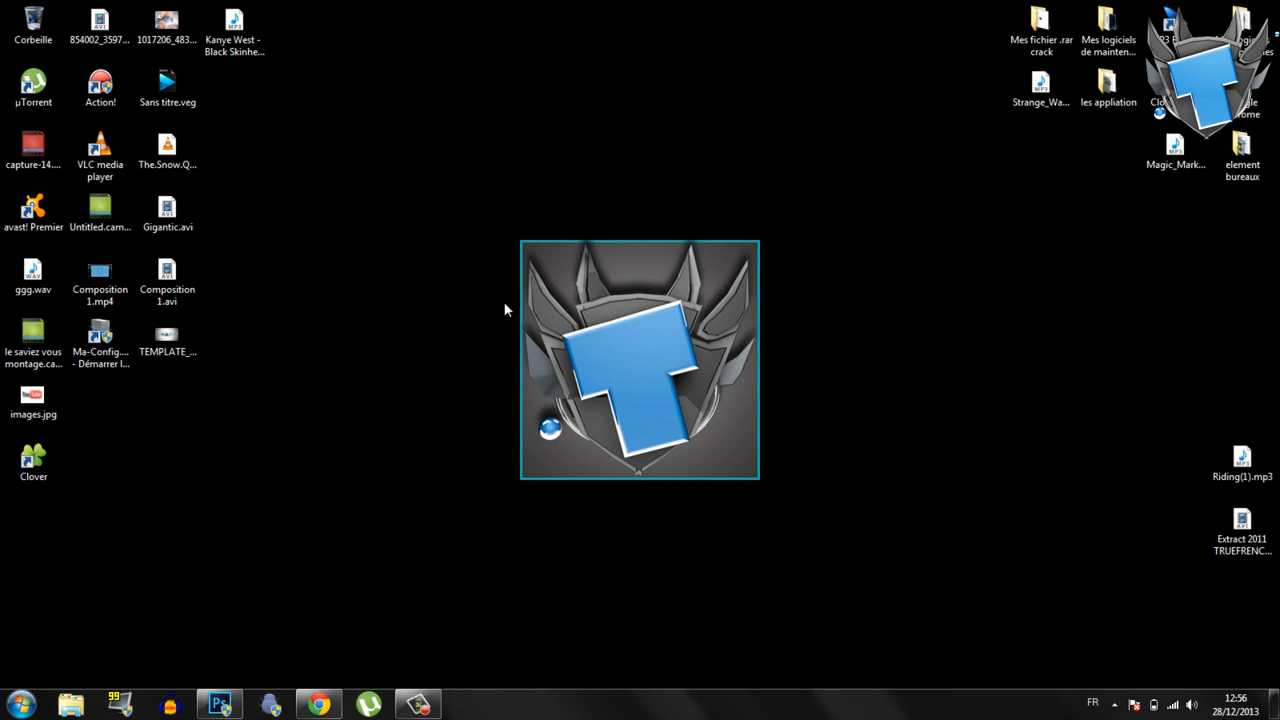 Corbeille
854002_3597...
1017206_483...
Kanye West -
Black Skinhe...
µTorrent
Action!
Sans titre.veg
capture-14....
VLC media
player
The.Snow.Q...
avast! Premier
Untitled.cam...
Gigantic.avi
ggg.wav
Composition
1.mp4
Composition
1.avi
le saviez vous
montage.ca...
Ma-Config....
- Démarrer l...
TEMPLATE_...
images.jpg
Clover
T
Mes fichier .rar
crack
Mes logiciels
de mainten...
Strange_Wa...
les appliation
Magic_Mark...
element
bureaux
T
Riding(1).mp3
Extract 2011
TRUEFRENC...
99
Ps
FR
12:56
28/12/2013